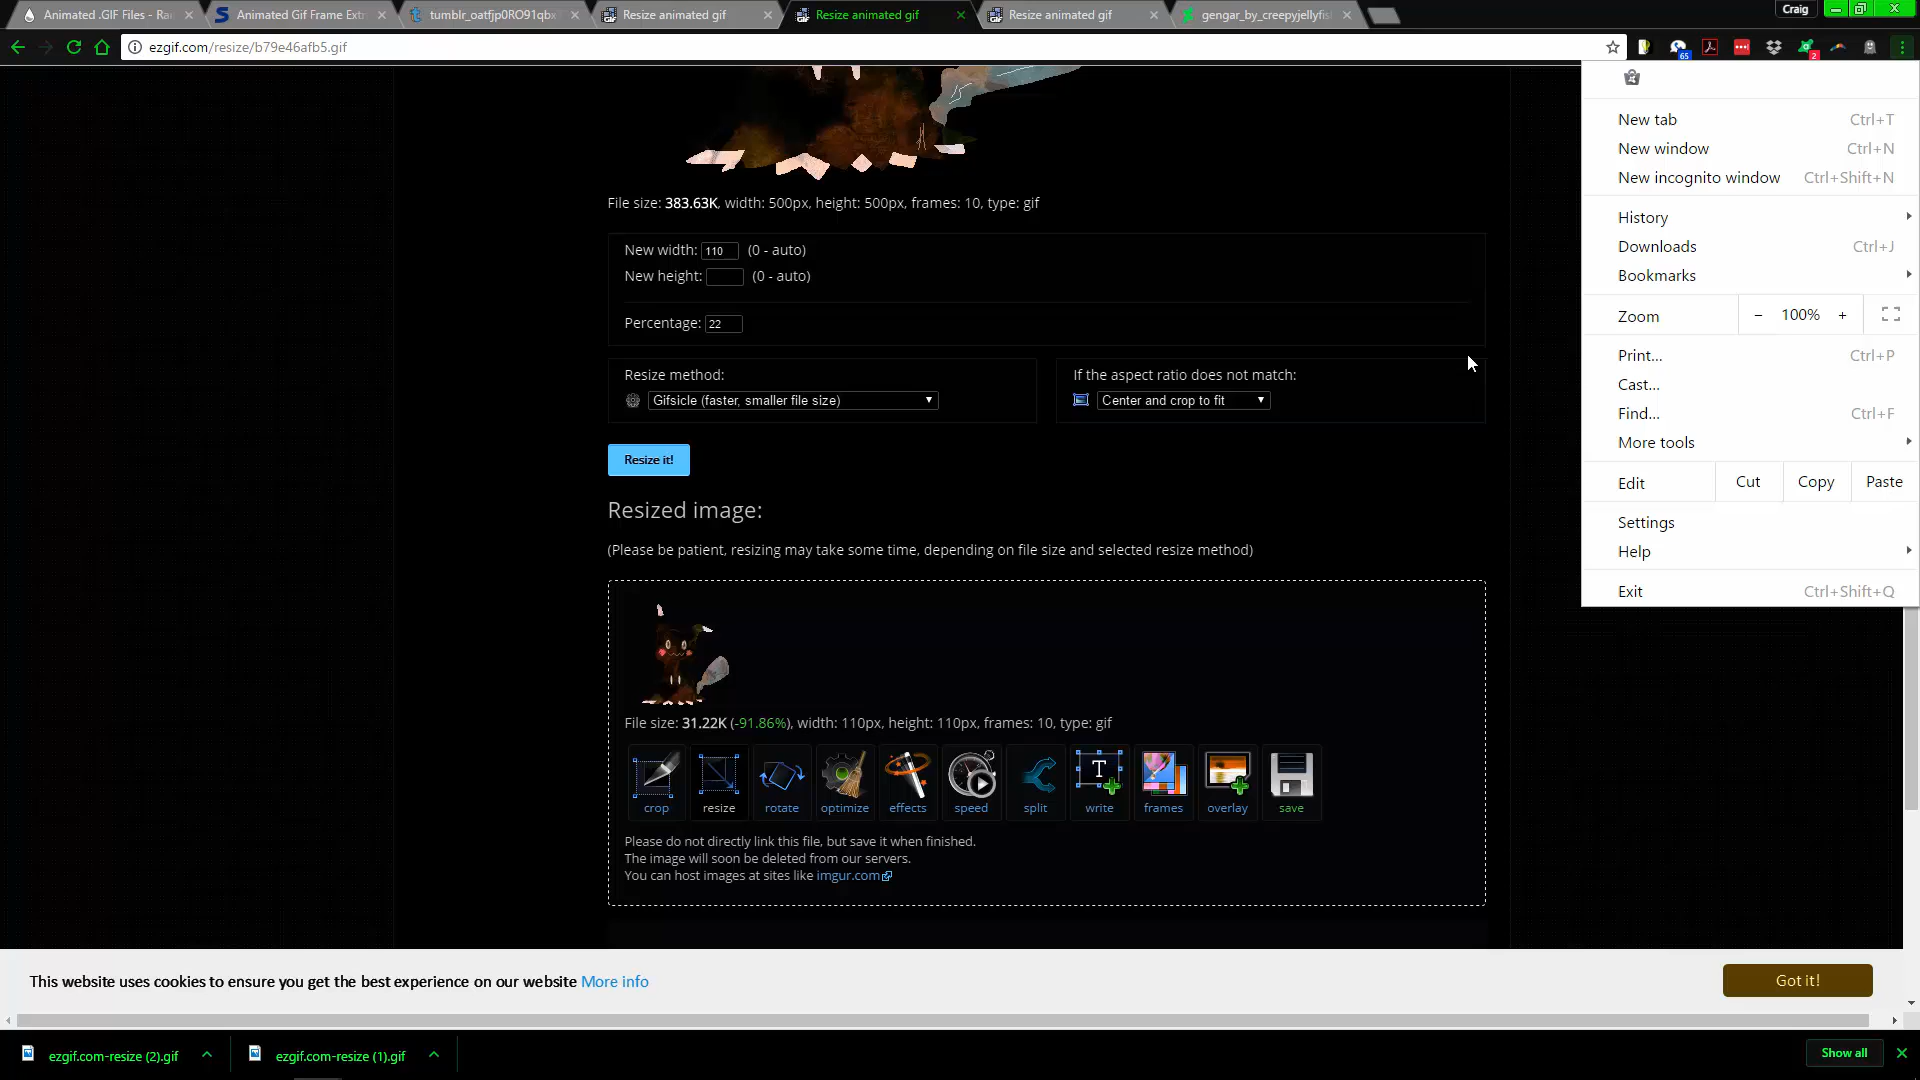 Animated .GIF Files - Rai
Animated Gif Frame Extr
tumblr_oatfjp0RO91qbx
Resize animated gif
Resize animated gif
Resize animated gif
gengar_by_creepyjellyfis
Craig
ezgif.com/resize/b79e46afb5.gif
65
2
New tab Ctrl+T
New window Ctrl+N
New incognito window Ctrl+Shift+N
History
Downloads Ctrl+J
Bookmarks
Zoom − 100% +
Print... Ctrl+P
Cast...
Find... Ctrl+F
More tools
Edit Cut Copy Paste
Settings
Help
Exit Ctrl+Shift+Q
File size: 383.63K, width: 500px, height: 500px, frames: 10, type: gif
New width: 110 (0 - auto)
New height: (0 - auto)
Percentage: 22
Resize method:
Gifsicle (faster, smaller file size)
If the aspect ratio does not match:
Center and crop to fit
Resize it!
Resized image:
(Please be patient, resizing may take some time, depending on file size and selected resize method)
File size: 31.22K (-91.86%), width: 110px, height: 110px, frames: 10, type: gif
crop resize rotate optimize effects speed split write frames overlay save
Please do not directly link this file, but save it when finished.
The image will soon be deleted from our servers.
You can host images at sites like imgur.com
This website uses cookies to ensure you get the best experience on our website More info
Got it!
ezgif.com-resize (2).gif
ezgif.com-resize (1).gif
Show all